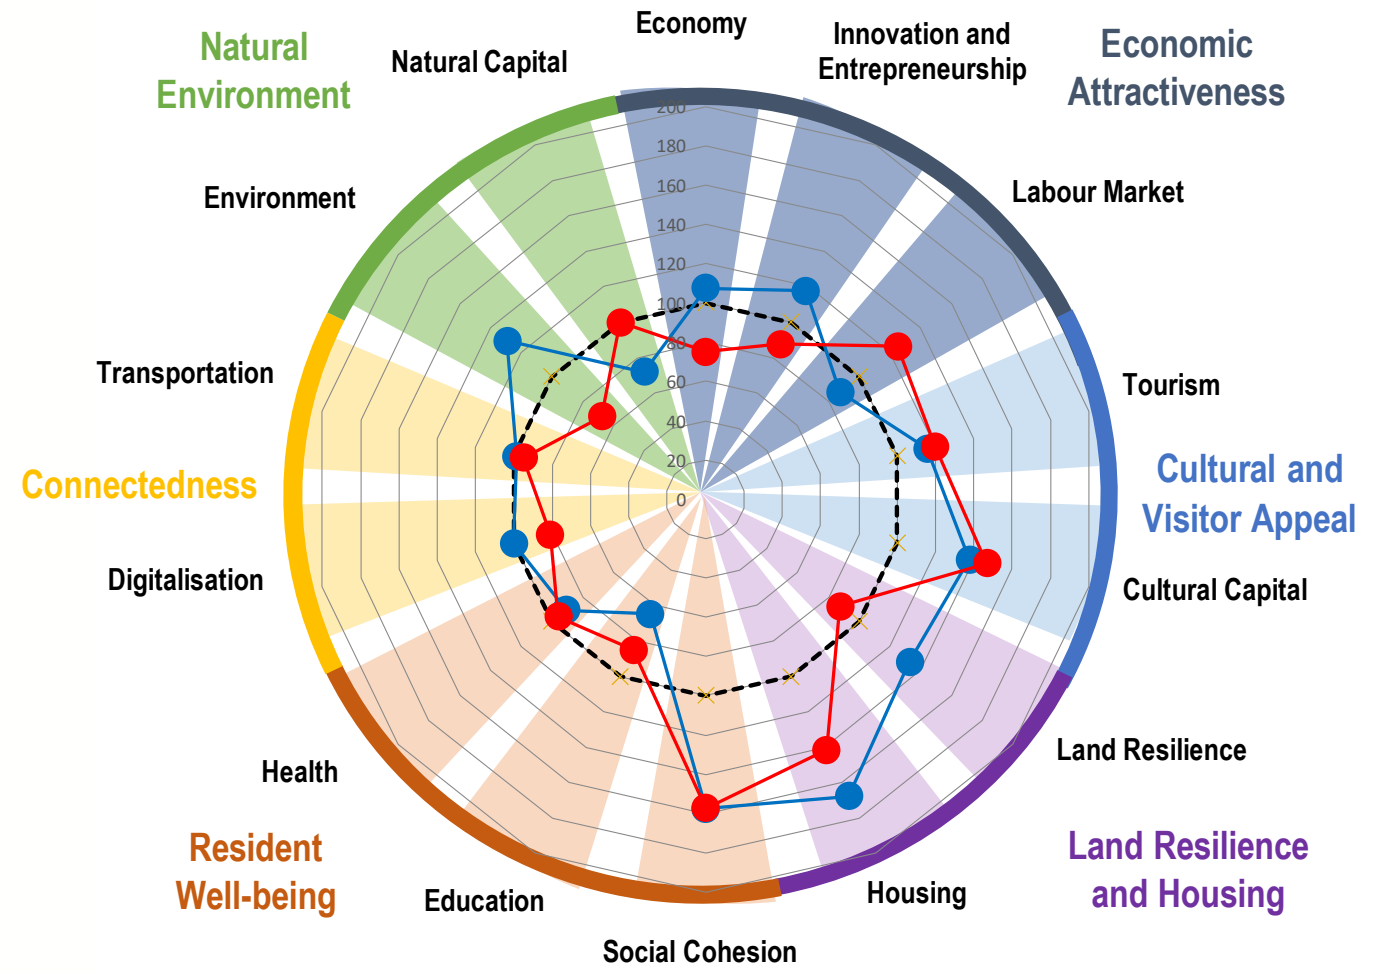 Economy
Natural
Environment
Natural Capital
Innovation and
Entrepreneurship
Economic
Attractiveness
Environment
Labour Market
200
180
160
140
120
100
80
60
40
20
0
Transportation
Tourism
Connectedness
Cultural and
Visitor Appeal
Digitalisation
Cultural Capital
Health
Land Resilience
Resident
Well-being
Land Resilience
and Housing
Education
Housing
Social Cohesion